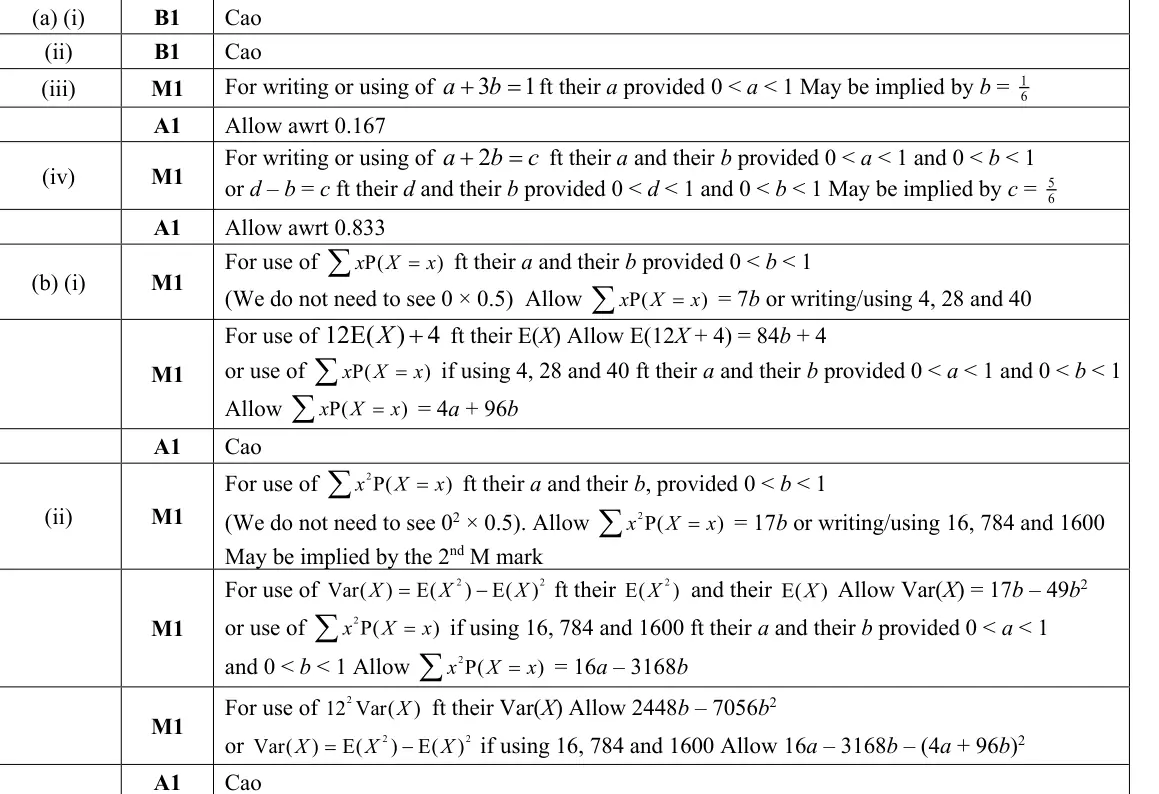 (a) (i) B1 Cao
(ii) B1 Cao
(iii) M1 For writing or using of a + 3b = 1 ft their a provided 0 < a < 1 May be implied by b = 1/6
A1 Allow awrt 0.167
(iv) M1 For writing or using of a + 2b = c ft their a and their b provided 0 < a < 1 and 0 < b < 1
or d – b = c ft their d and their b provided 0 < d < 1 and 0 < b < 1 May be implied by c = 5/6
A1 Allow awrt 0.833
(b) (i) M1 For use of ∑xP(X = x) ft their a and their b provided 0 < b < 1
(We do not need to see 0 × 0.5) Allow ∑xP(X = x) = 7b or writing/using 4, 28 and 40
M1 For use of 12E(X) + 4 ft their E(X) Allow E(12X + 4) = 84b + 4
or use of ∑xP(X = x) if using 4, 28 and 40 ft their a and their b provided 0 < a < 1 and 0 < b < 1
Allow ∑xP(X = x) = 4a + 96b
A1 Cao
(ii) M1 For use of ∑x²P(X = x) ft their a and their b, provided 0 < b < 1
(We do not need to see 0² × 0.5). Allow ∑x²P(X = x) = 17b or writing/using 16, 784 and 1600
May be implied by the 2nd M mark
M1 For use of Var(X) = E(X²) – E(X)² ft their E(X²) and their E(X) Allow Var(X) = 17b – 49b²
or use of ∑x²P(X = x) if using 16, 784 and 1600 ft their a and their b provided 0 < a < 1
and 0 < b < 1 Allow ∑x²P(X = x) = 16a – 3168b
M1 For use of 12²Var(X) ft their Var(X) Allow 2448b – 7056b²
or Var(X) = E(X²) – E(X)² if using 16, 784 and 1600 Allow 16a – 3168b – (4a + 96b)²
A1 Cao